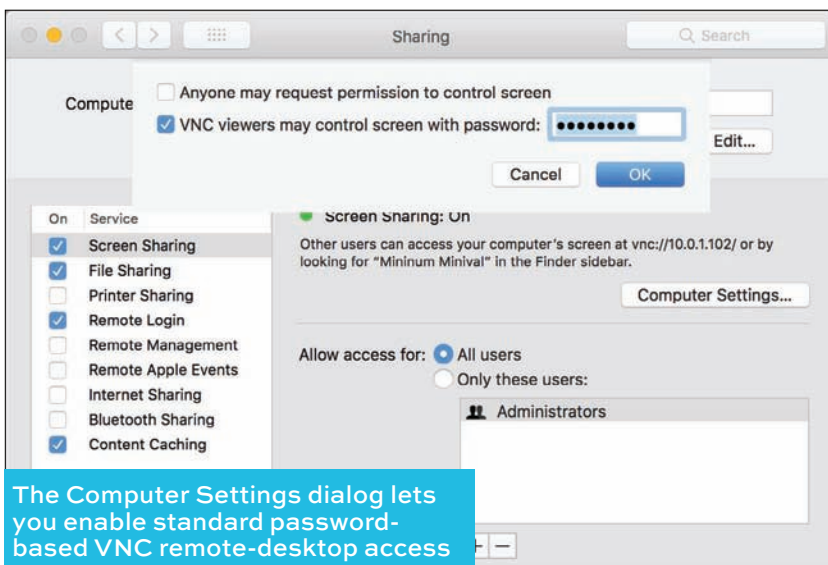 Sharing
Search
Anyone may request permission to control screen
Compute
VNC viewers may control screen with password: ••••••••
Edit...
Cancel
OK
On Service
Screen Sharing: On
Screen Sharing
Other users can access your computer's screen at vnc://10.0.1.102/ or by
looking for "Mininum Minival" in the Finder sidebar.
File Sharing
Printer Sharing
Computer Settings...
Remote Login
Remote Management
Allow access for: All users
Remote Apple Events
Only these users:
Internet Sharing
Administrators
Bluetooth Sharing
Content Caching
The Computer Settings dialog lets
you enable standard password-
based VNC remote-desktop access